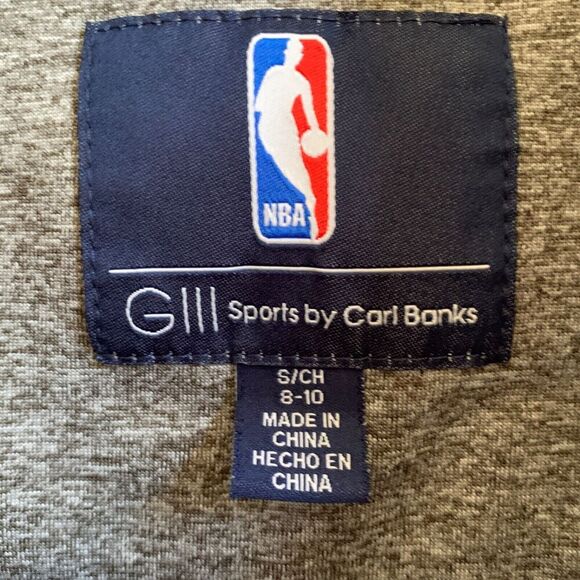 NBA
GIII Sports by Carl Banks
S/CH
8-10
MADE IN
CHINA
HECHO EN
CHINA